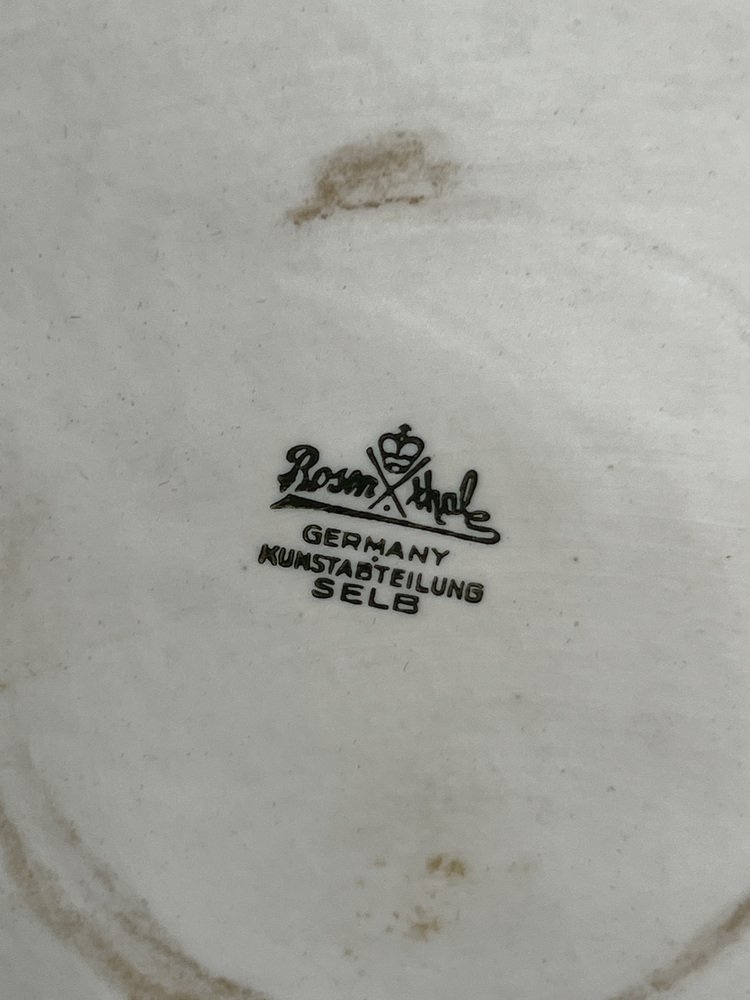 Rosenthal
GERMANY
KUNSTABTEILUNG
SELB